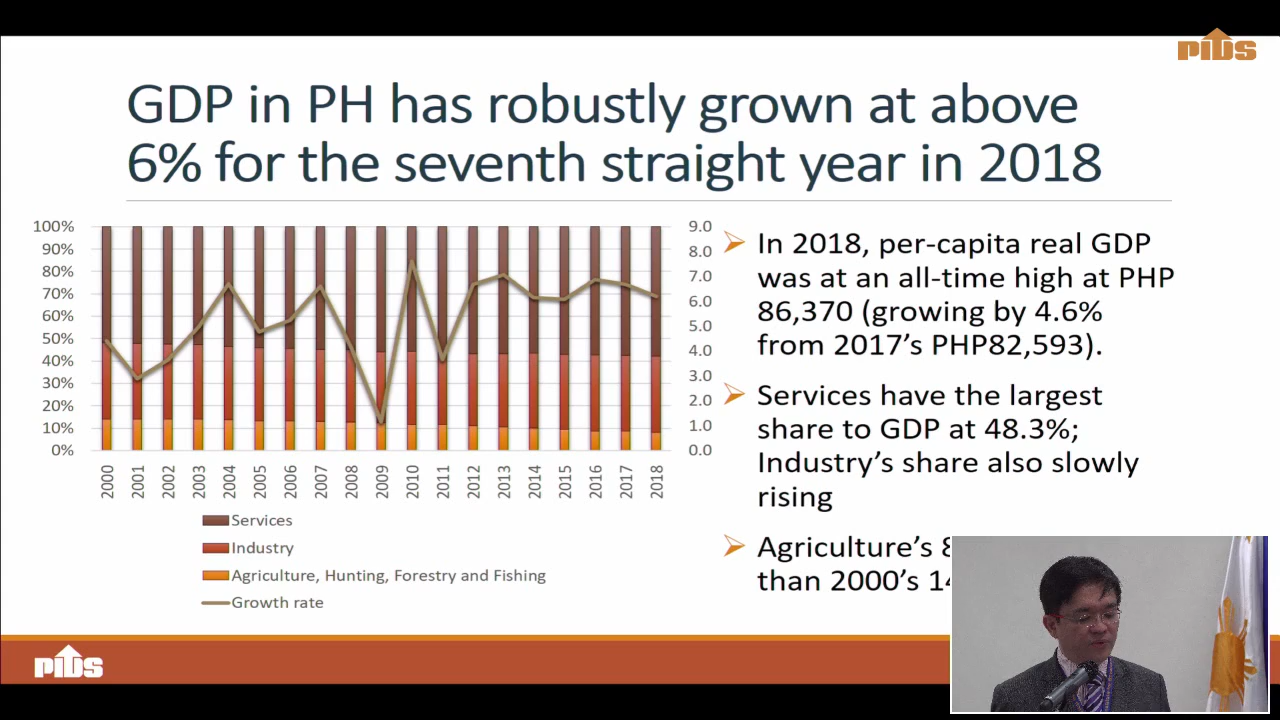 PIDS
GDP in PH has robustly grown at above
6% for the seventh straight year in 2018
100%
90%
80%
70%
60%
50%
40%
30%
20%
10%
0%
9.0
8.0
7.0
6.0
5.0
4.0
3.0
2.0
1.0
0.0
2000
2001
2002
2003
2004
2005
2006
2007
2008
2009
2010
2011
2012
2013
2014
2015
2016
2017
2018
Services
Industry
Agriculture, Hunting, Forestry and Fishing
Growth rate
In 2018, per-capita real GDP
was at an all-time high at PHP
86,370 (growing by 4.6%
from 2017's PHP82,593).
Services have the largest
share to GDP at 48.3%;
Industry's share also slowly
rising
Agriculture's
than 2000's
PIDS